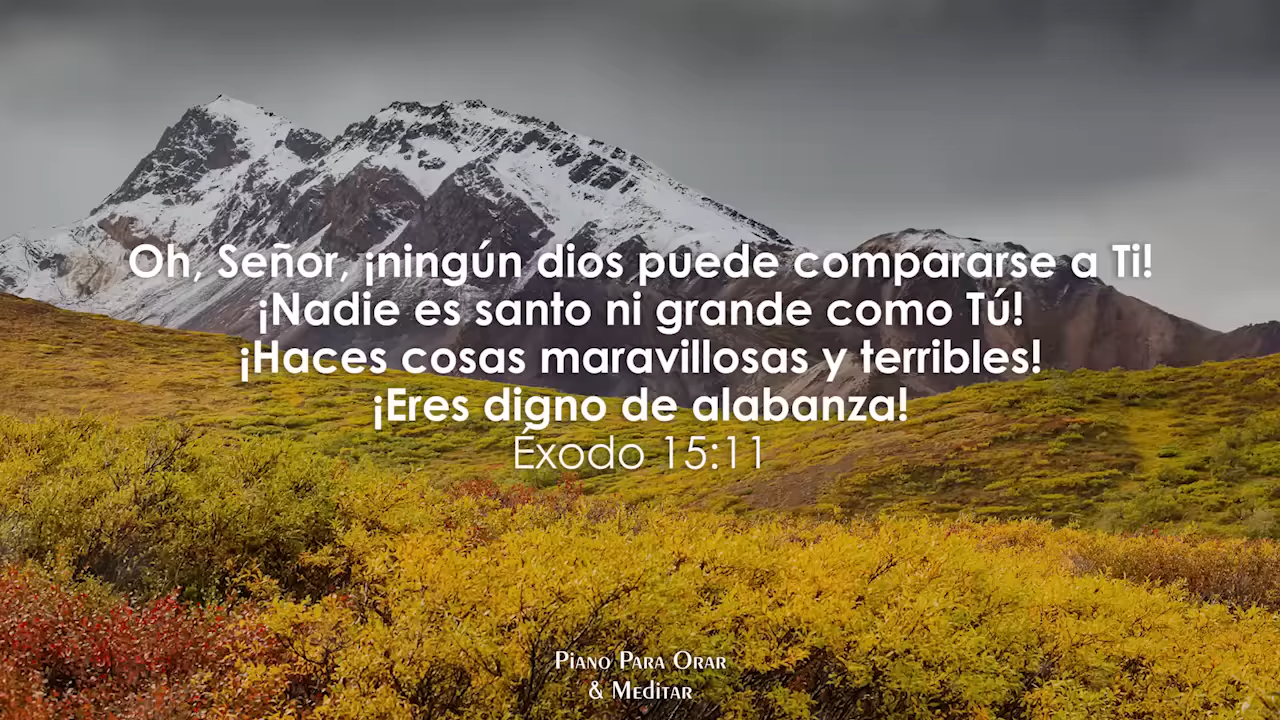 Oh, Señor, ¡ningún dios puede compararse a Ti!
¡Nadie es santo ni grande como Tú!
¡Haces cosas maravillosas y terribles!
¡Eres digno de alabanza!
Éxodo 15:11
Piano Para Orar
& Meditar